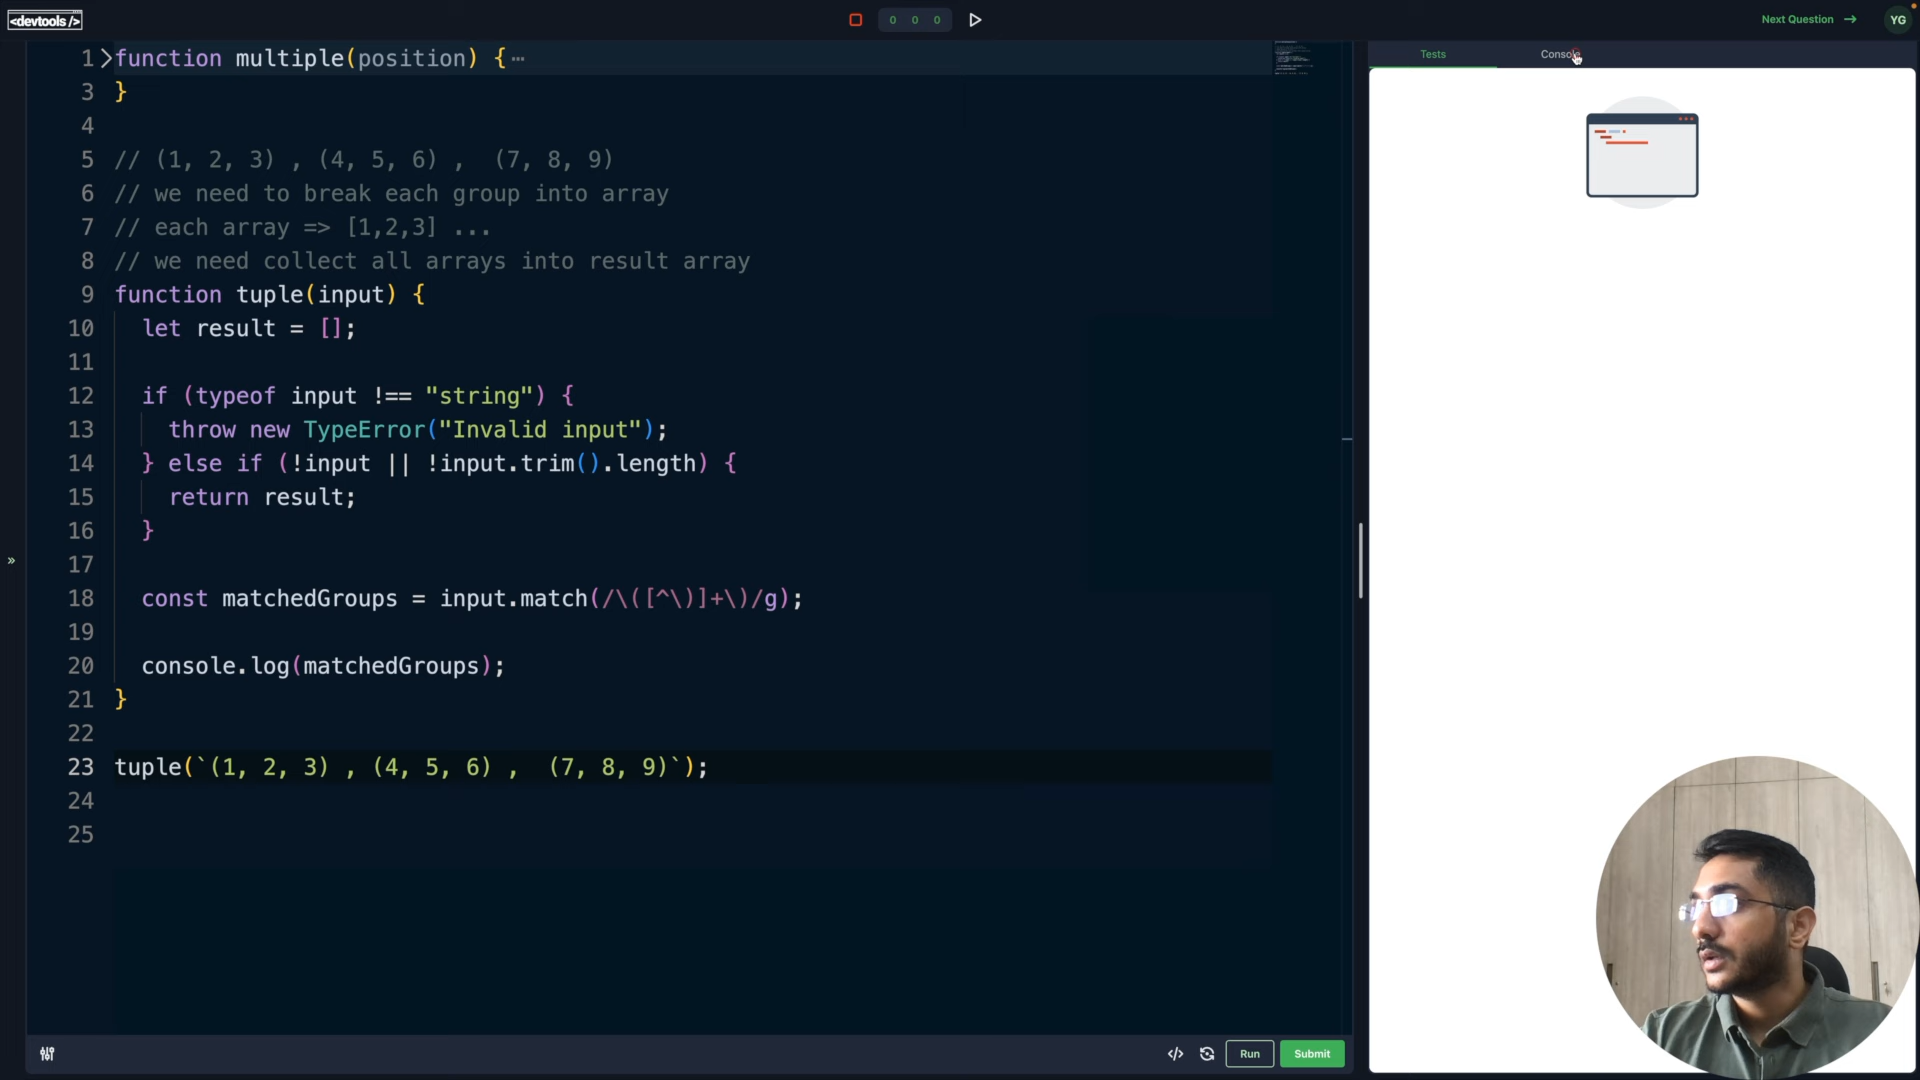 <devtools />
0 0 0
Next Question →
YG
Tests
Console
1 function multiple(position) { ⋯
3 }
4
5 // (1, 2, 3) , (4, 5, 6) ,  (7, 8, 9)
6 // we need to break each group into array
7 // each array => [1,2,3] ...
8 // we need collect all arrays into result array
9 function tuple(input) {
10 let result = [];
11
12 if (typeof input !== "string") {
13 throw new TypeError("Invalid input");
14 } else if (!input || !input.trim().length) {
15 return result;
16 }
17
18 const matchedGroups = input.match(/\([^\)]+\)/g);
19
20 console.log(matchedGroups);
21 }
22
23 tuple(`(1, 2, 3) , (4, 5, 6) ,  (7, 8, 9)`);
24
25
Run
Submit